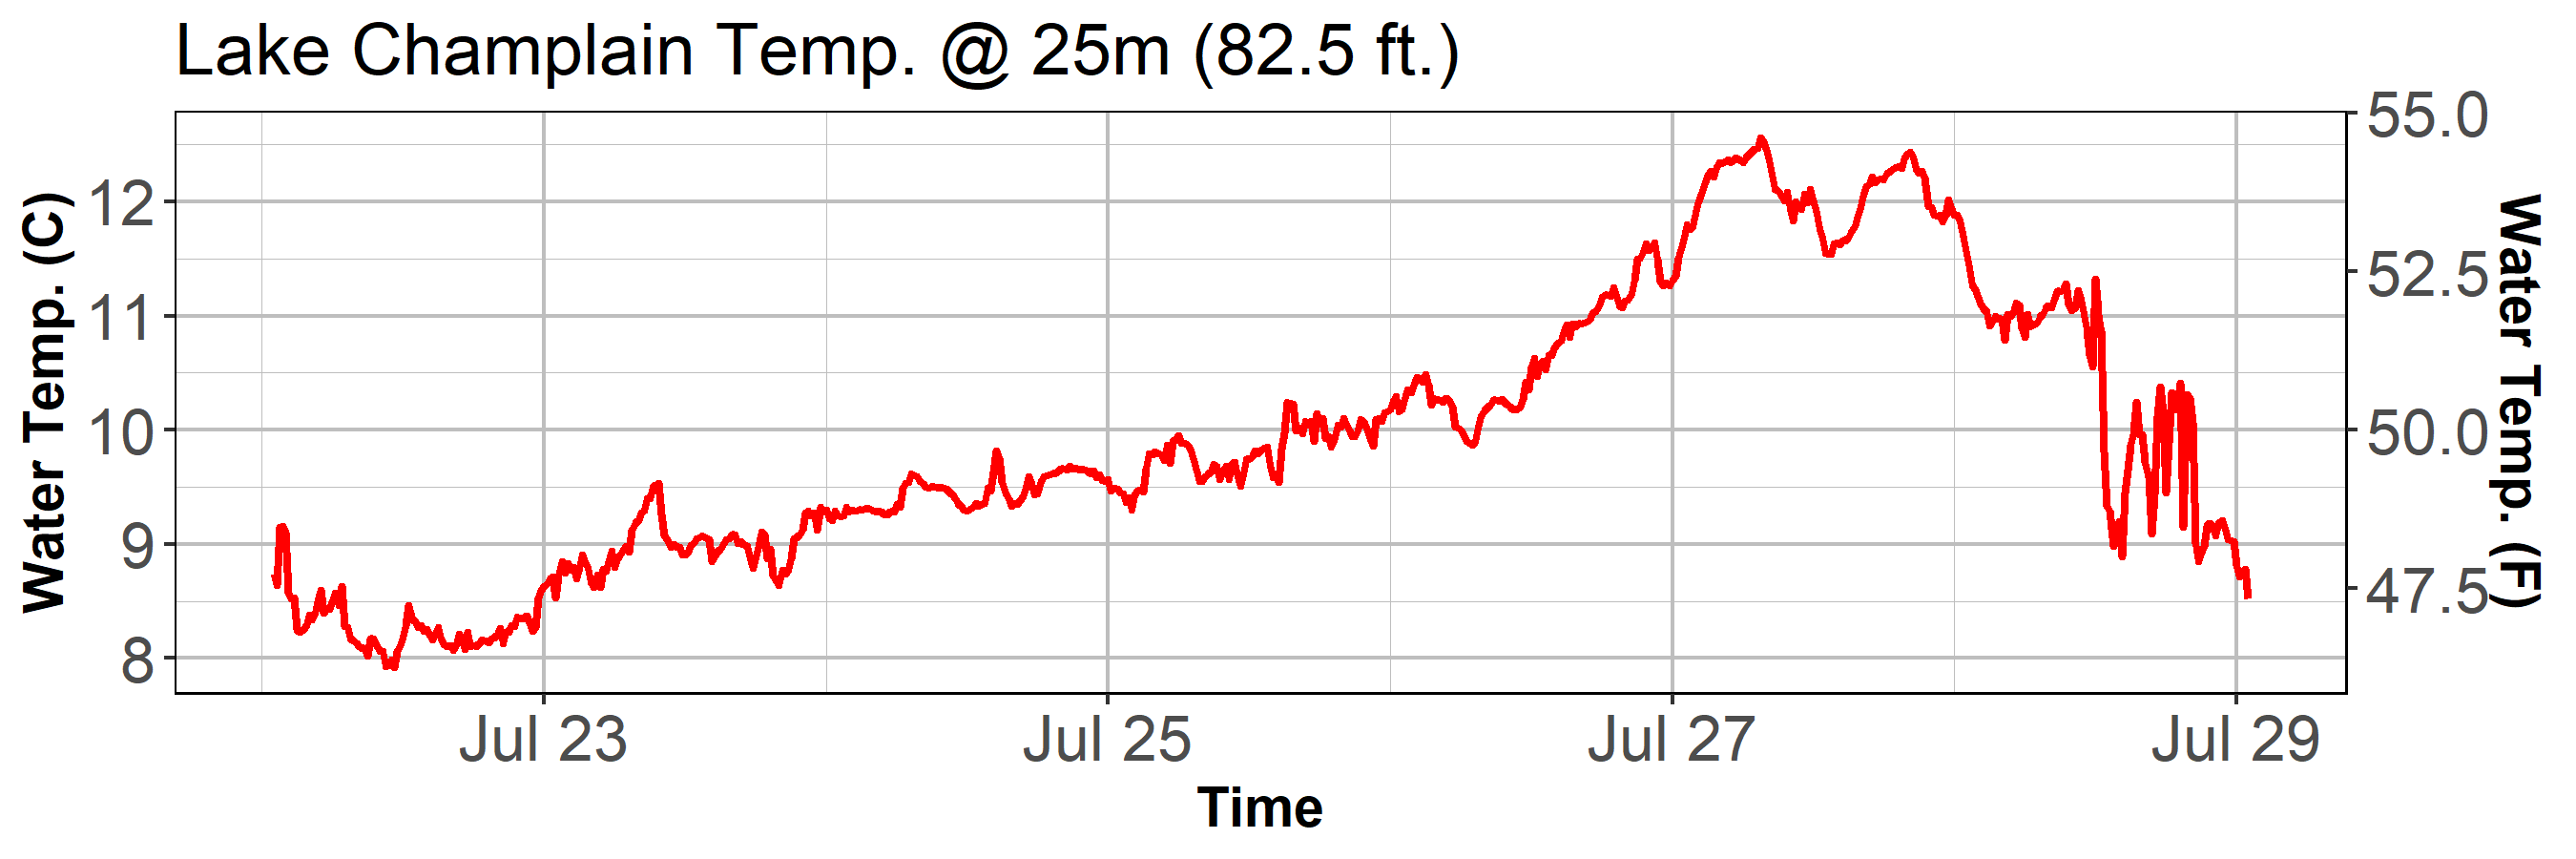 Lake Champlain Temp. @ 25m (82.5 ft.)
Water Temp. (C)
12
11
10
9
8
55.0
52.5
50.0
47.5
Water Temp. (F)
Jul 23 Jul 25 Jul 27 Jul 29
Time